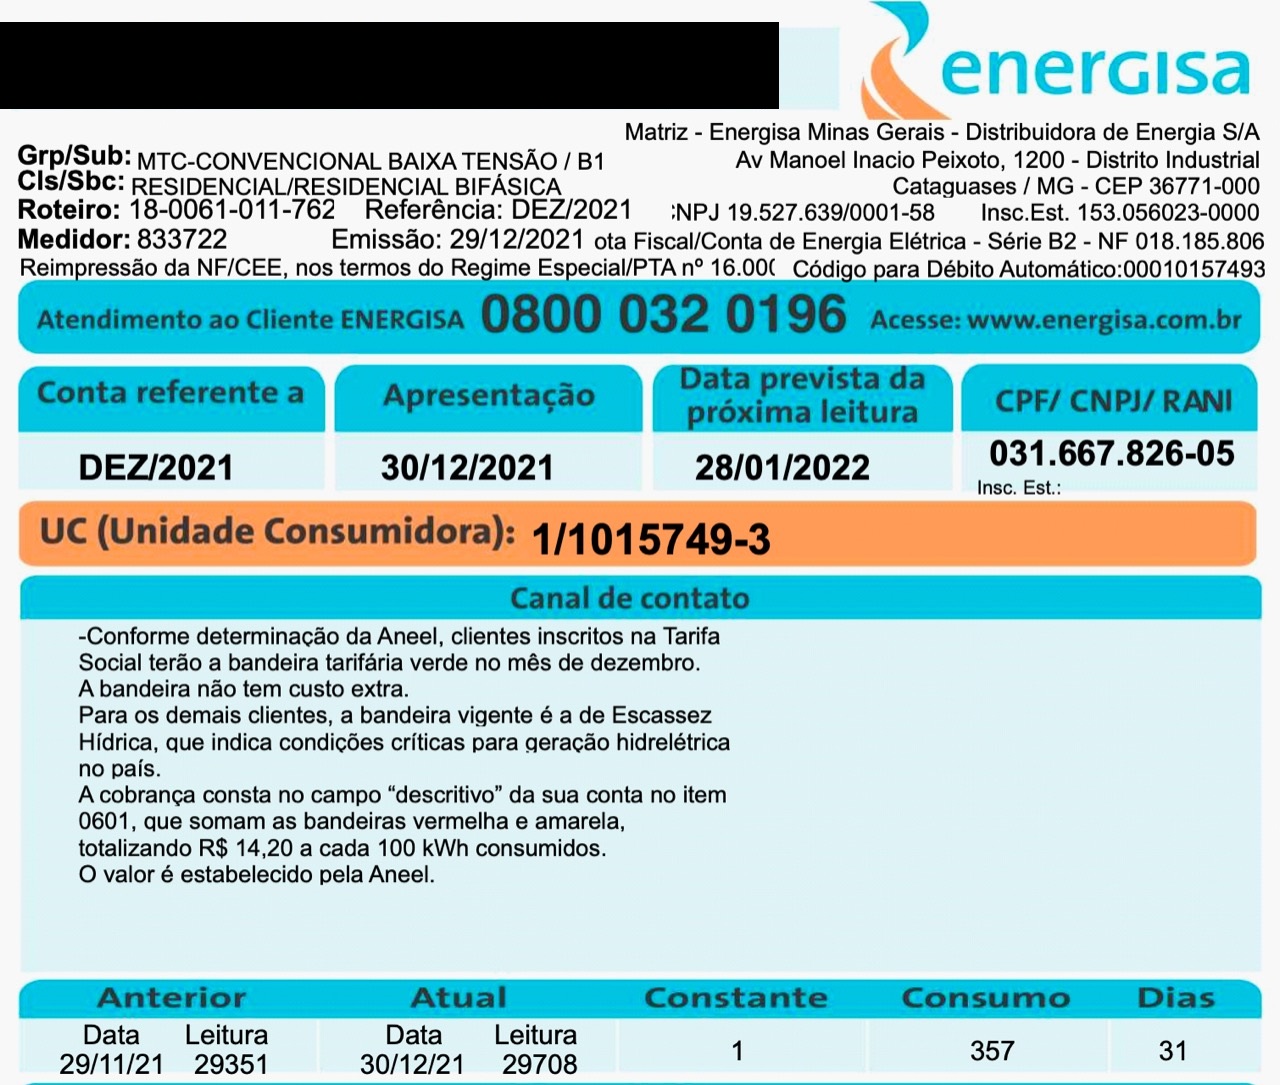 energisa
Matriz - Energisa Minas Gerais - Distribuidora de Energia S/A
Grp/Sub: MTC-CONVENCIONAL BAIXA TENSÃO / B1
Av Manoel Inacio Peixoto, 1200 - Distrito Industrial
Cls/Sbc: RESIDENCIAL/RESIDENCIAL BIFÁSICA
Cataguases / MG - CEP 36771-000
Roteiro: 18-0061-011-762 Referência: DEZ/2021 :NPJ 19.527.639/0001-58 Insc.Est. 153.056023-0000
Medidor: 833722 Emissão: 29/12/2021 ota Fiscal/Conta de Energia Elétrica - Série B2 - NF 018.185.806
Reimpressão da NF/CEE, nos termos do Regime Especial/PTA nº 16.00( Código para Débito Automático:00010157493
Atendimento ao Cliente ENERGISA 0800 032 0196 Acesse: www.energisa.com.br
Conta referente a
DEZ/2021
Apresentação
30/12/2021
Data prevista da
próxima leitura
28/01/2022
CPF/ CNPJ/ RANI
031.667.826-05
Insc. Est.:
UC (Unidade Consumidora): 1/1015749-3
Canal de contato
-Conforme determinação da Aneel, clientes inscritos na Tarifa
Social terão a bandeira tarifária verde no mês de dezembro.
A bandeira não tem custo extra.
Para os demais clientes, a bandeira vigente é a de Escassez
Hídrica, que indica condições críticas para geração hidrelétrica
no país.
A cobrança consta no campo “descritivo” da sua conta no item
0601, que somam as bandeiras vermelha e amarela,
totalizando R$ 14,20 a cada 100 kWh consumidos.
O valor é estabelecido pela Aneel.
Anterior Atual Constante Consumo Dias
Data Leitura Data Leitura
29/11/21 29351 30/12/21 29708 1 357 31